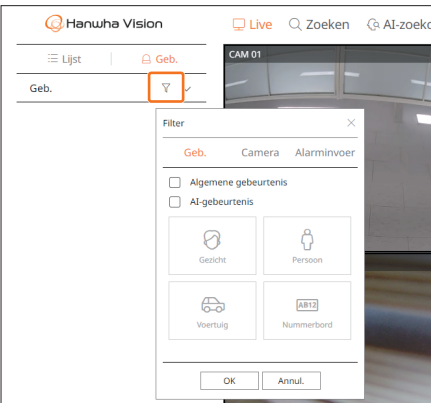 Hanwha Vision
Live Zoeken AI-zoek
Lijst Geb.
CAM 01
Geb.
Filter
Geb. Camera Alarminvoer
Algemene gebeurtenis
AI-gebeurtenis
Gezicht Persoon
AB12
Voertuig Nummerbord
OK Annul.